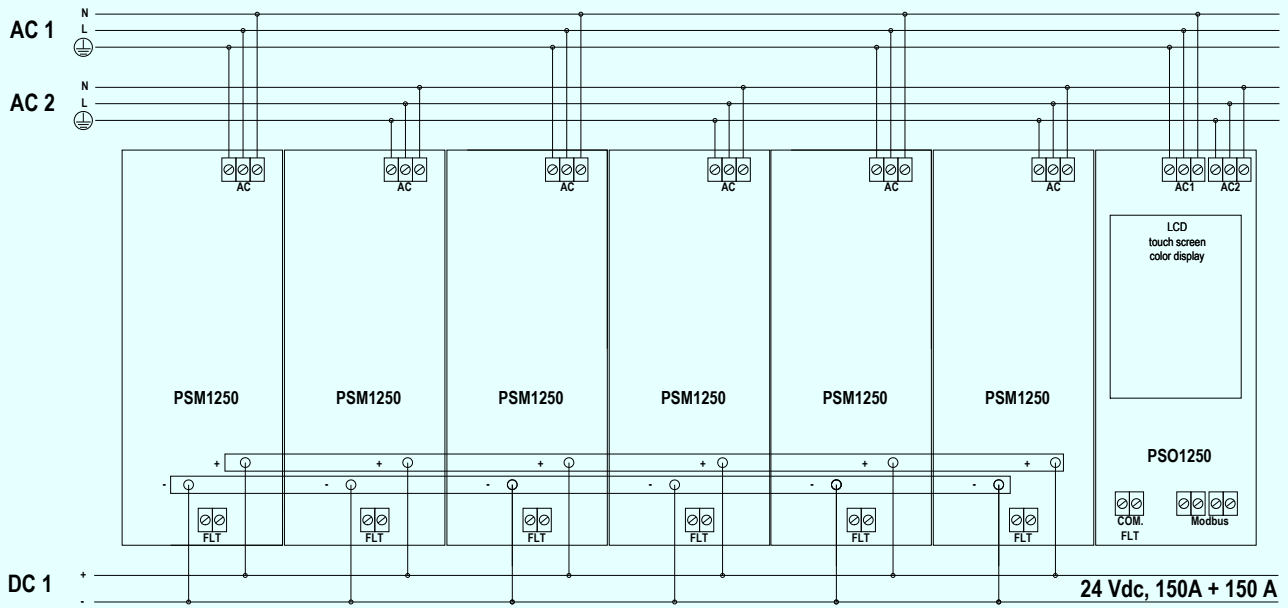 N
AC 1 L
N
AC 2 L
AC AC AC AC AC AC AC1 AC2
LCD
touch screen
color display
PSM1250 PSM1250 PSM1250 PSM1250 PSM1250 PSM1250
PSO1250
+ + + + + +
- - - - - -
FLT FLT FLT FLT FLT FLT
COM. Modbus
FLT
DC 1 +
24 Vdc, 150A + 150 A
-